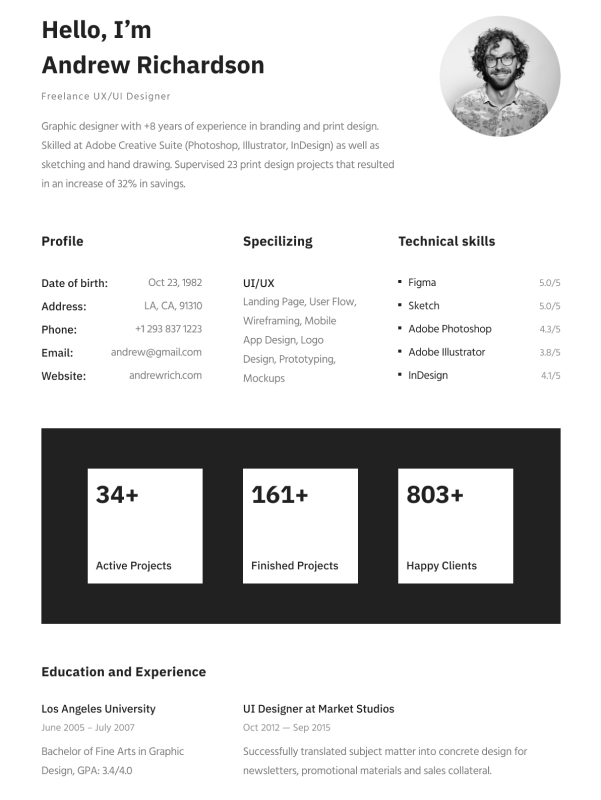 Hello, I’m
Andrew Richardson
Freelance UX/UI Designer
Graphic designer with +8 years of experience in branding and print design.
Skilled at Adobe Creative Suite (Photoshop, Illustrator, InDesign) as well as
sketching and hand drawing. Supervised 23 print design projects that resulted
in an increase of 32% in savings.
Profile
Date of birth: Oct 23, 1982
Address: LA, CA, 91310
Phone: +1 293 837 1223
Email: andrew@gmail.com
Website: andrewrich.com
Specilizing
UI/UX
Landing Page, User Flow,
Wireframing, Mobile
App Design, Logo
Design, Prototyping,
Mockups
Technical skills
Figma 5.0/5
Sketch 5.0/5
Adobe Photoshop 4.3/5
Adobe Illustrator 3.8/5
InDesign 4.1/5
34+
Active Projects
161+
Finished Projects
803+
Happy Clients
Education and Experience
Los Angeles University
June 2005 – July 2007
Bachelor of Fine Arts in Graphic
Design, GPA: 3.4/4.0
UI Designer at Market Studios
Oct 2012 — Sep 2015
Successfully translated subject matter into concrete design for
newsletters, promotional materials and sales collateral.